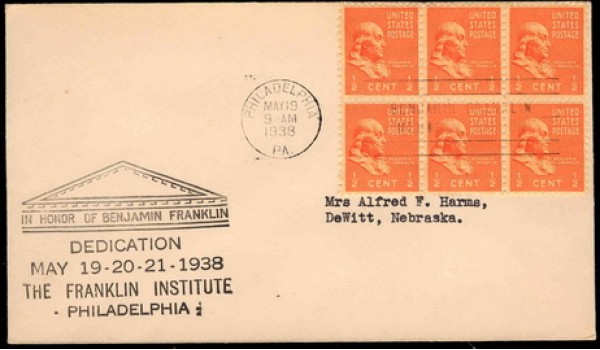 UNITED STATES POSTAGE
1/2 CENT 1/2
UNITED STATES POSTAGE
1/2 CENT 1/2
UNITED STATES POSTAGE
1/2 CENT 1/2
UNITED STATES POSTAGE
1/2 CENT 1/2
UNITED STATES POSTAGE
1/2 CENT 1/2
UNITED STATES POSTAGE
1/2 CENT 1/2
PHILADELPHIA
MAY 19
9 AM
1938
PA.
Mrs Alfred F. Harms,
DeWitt, Nebraska.
IN HONOR OF BENJAMIN FRANKLIN
DEDICATION
MAY 19-20-21-1938
THE FRANKLIN INSTITUTE
· PHILADELPHIA ·